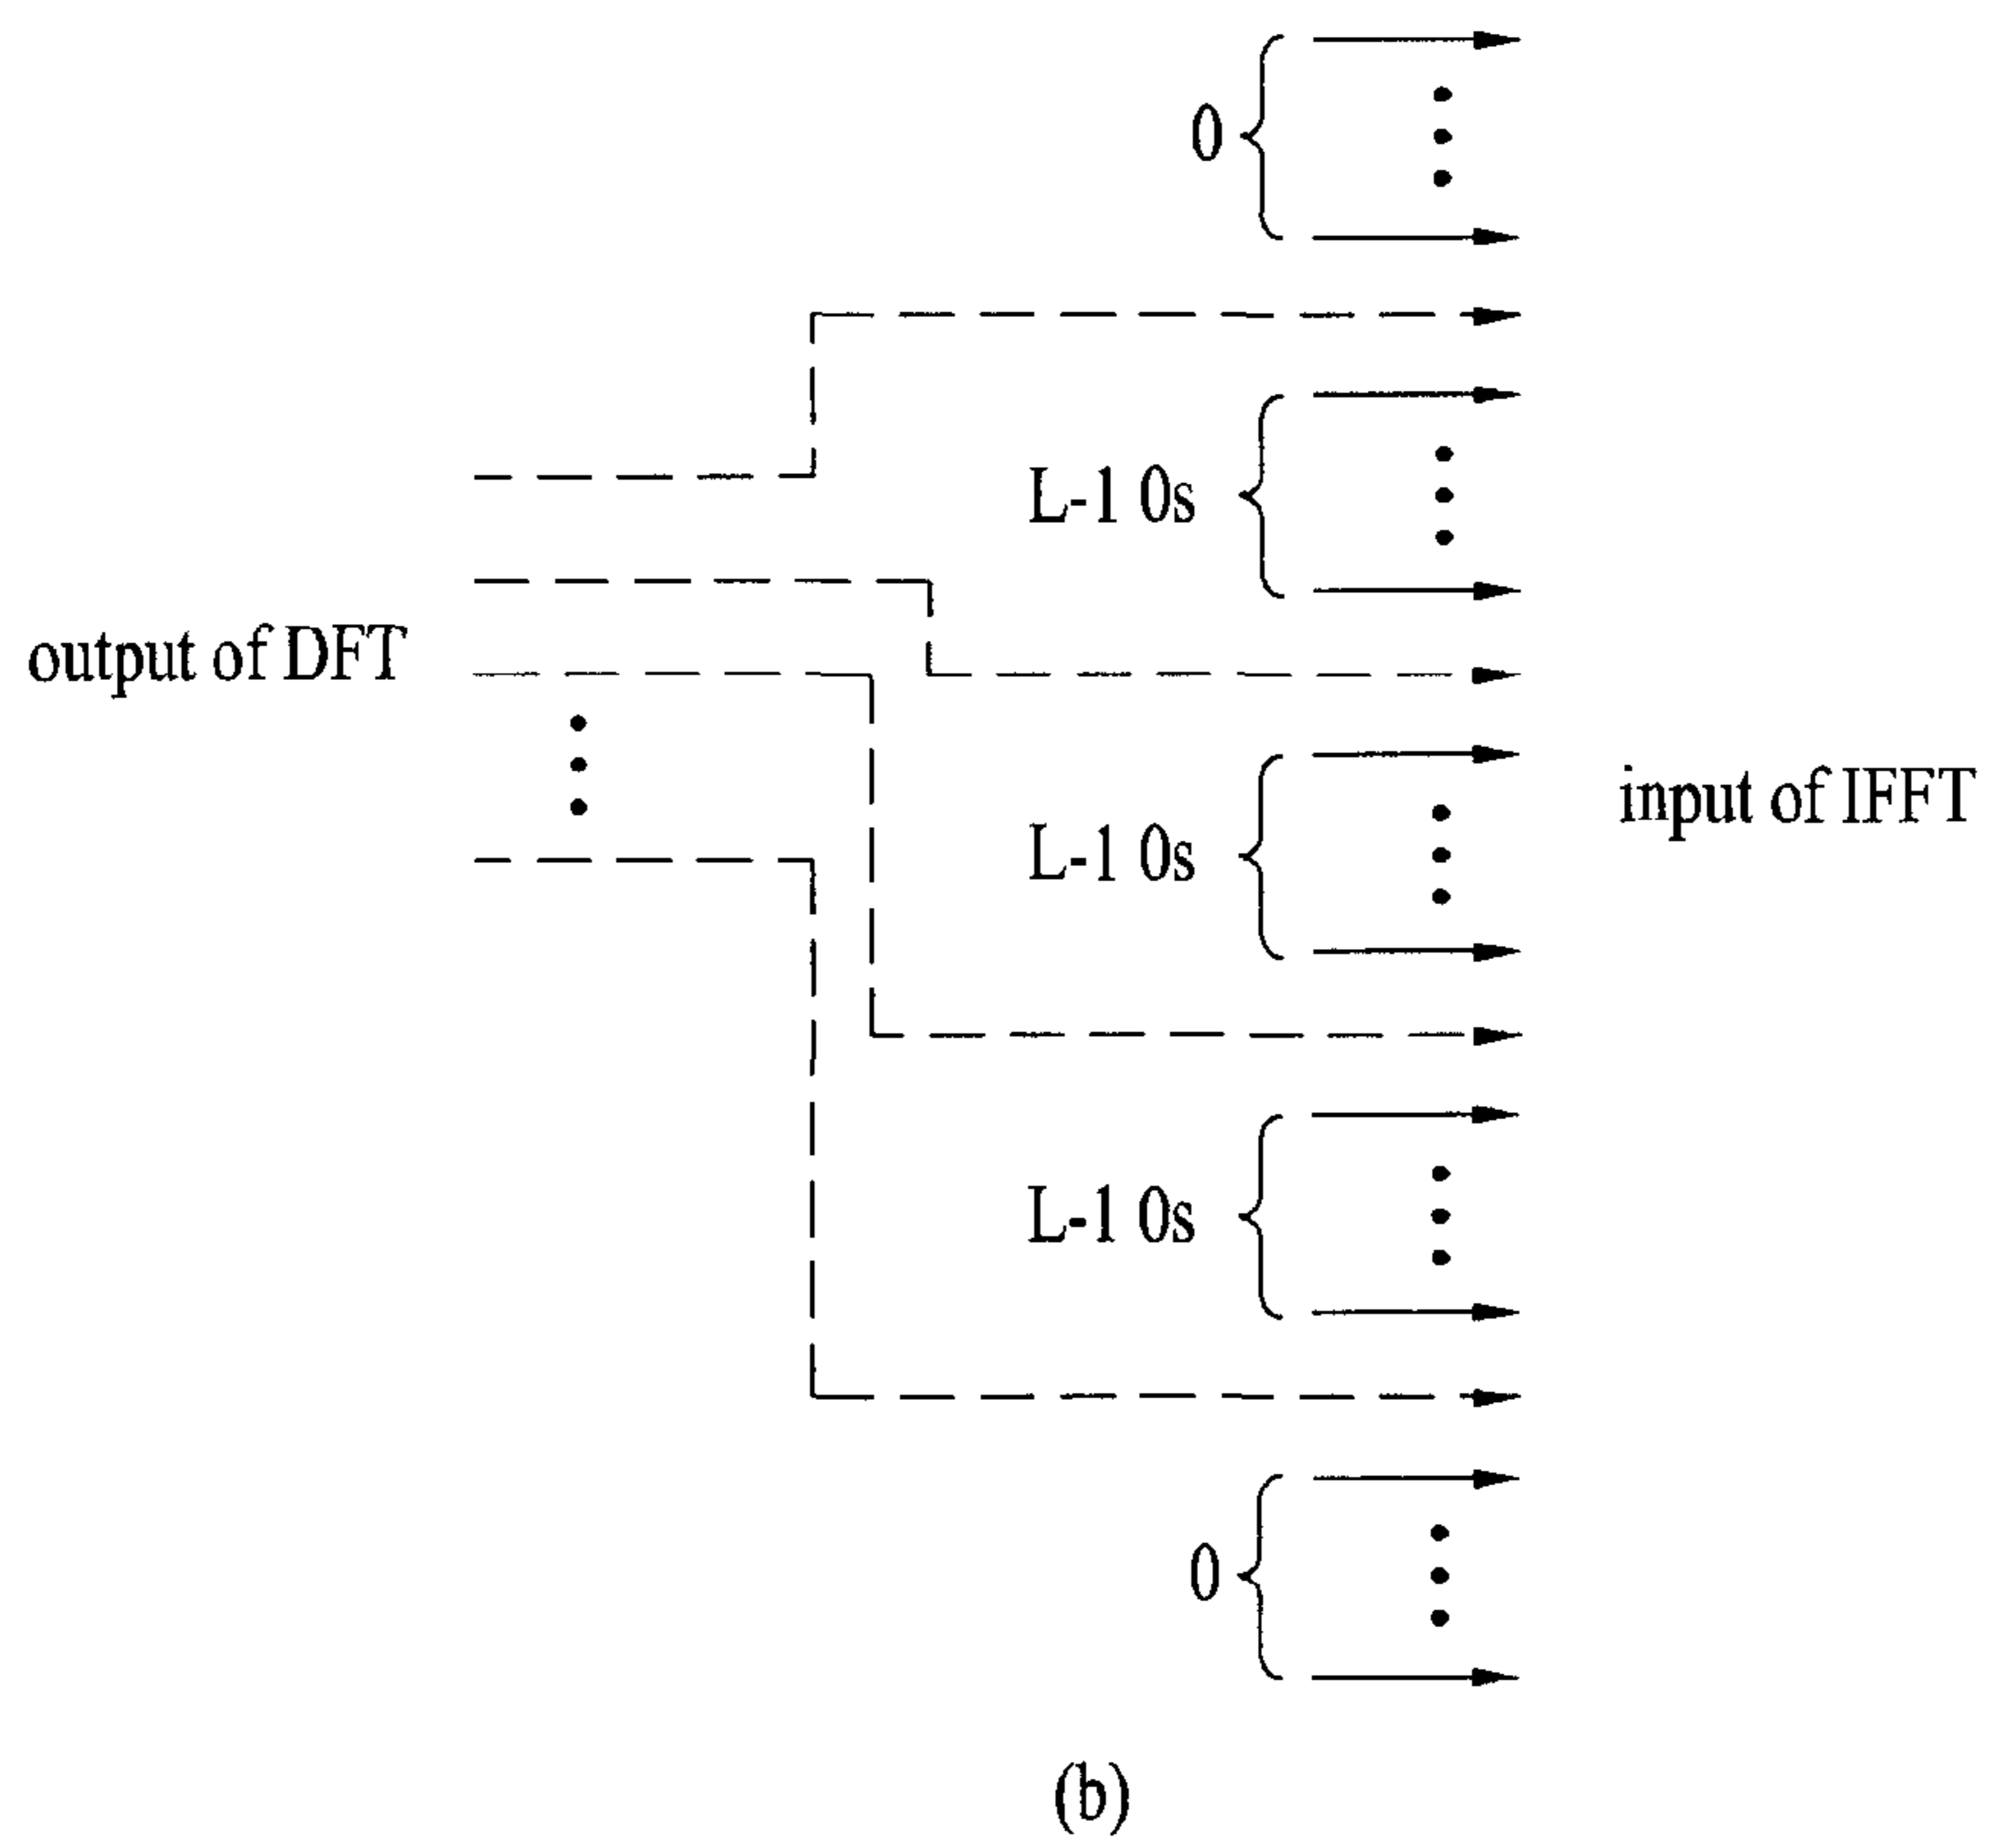 0
L-1 0s
output of DFT
input of IFFT
L-1 0s
L-1 0s
0
(b)